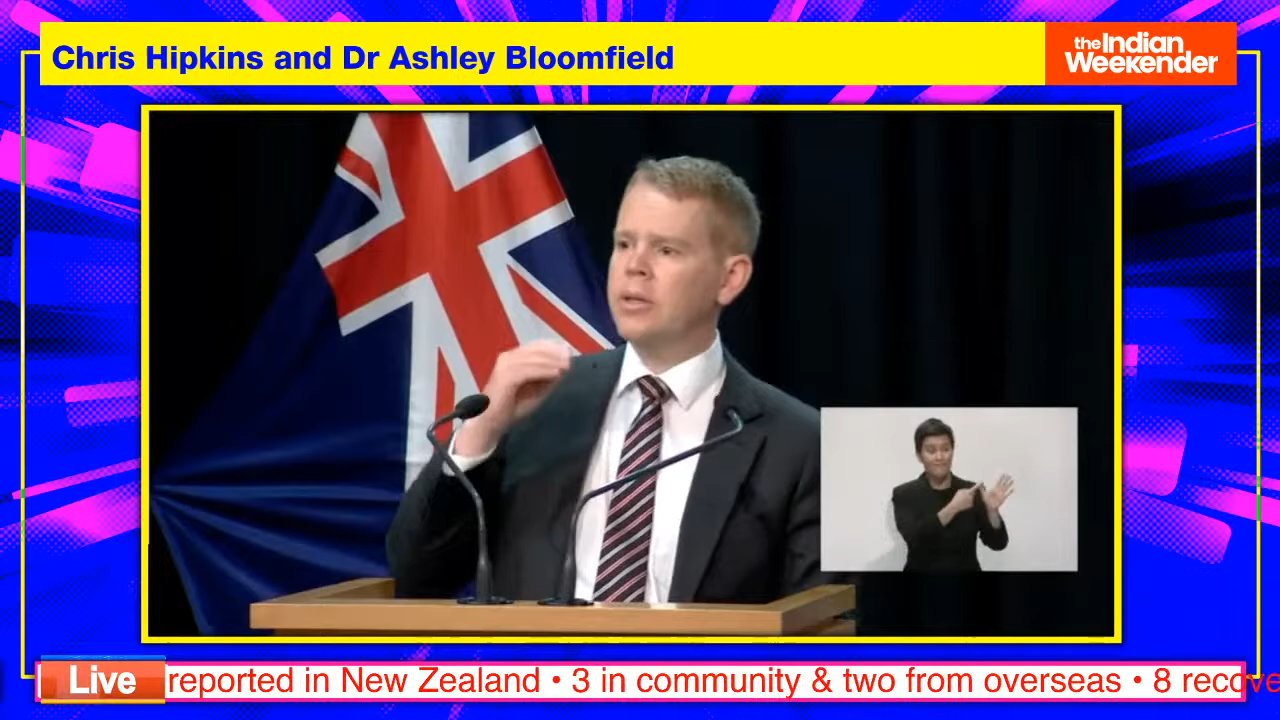 Chris Hipkins and Dr Ashley Bloomfield
the Indian
Weekender
Live
reported in New Zealand • 3 in community & two from overseas • 8 recove